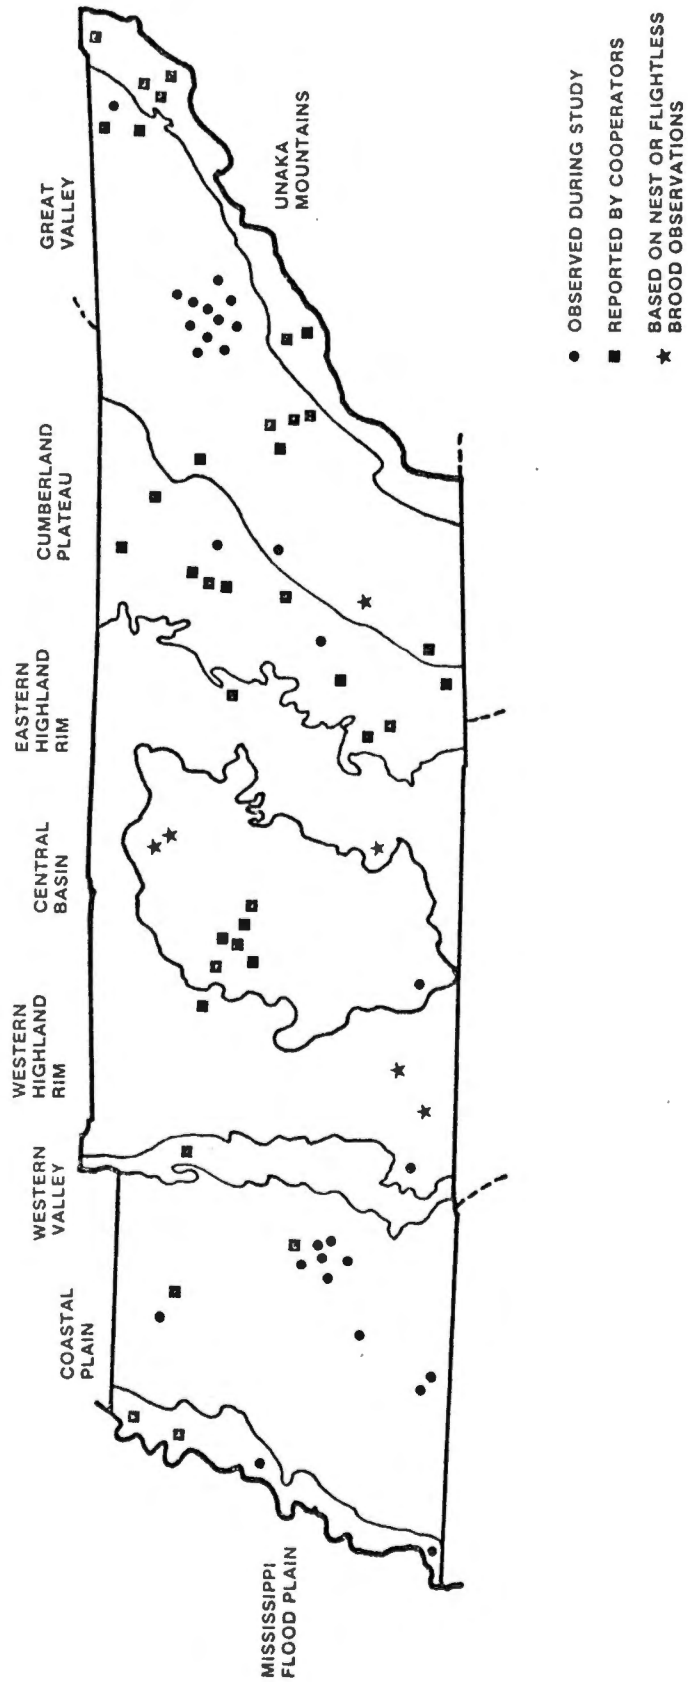 MISSISSIPPI
FLOOD PLAIN
COASTAL
PLAIN
WESTERN
VALLEY
WESTERN
HIGHLAND
RIM
CENTRAL
BASIN
EASTERN
HIGHLAND
RIM
CUMBERLAND
PLATEAU
GREAT
VALLEY
UNAKA
MOUNTAINS
OBSERVED DURING STUDY
REPORTED BY COOPERATORS
BASED ON NEST OR FLIGHTLESS
BROOD OBSERVATIONS